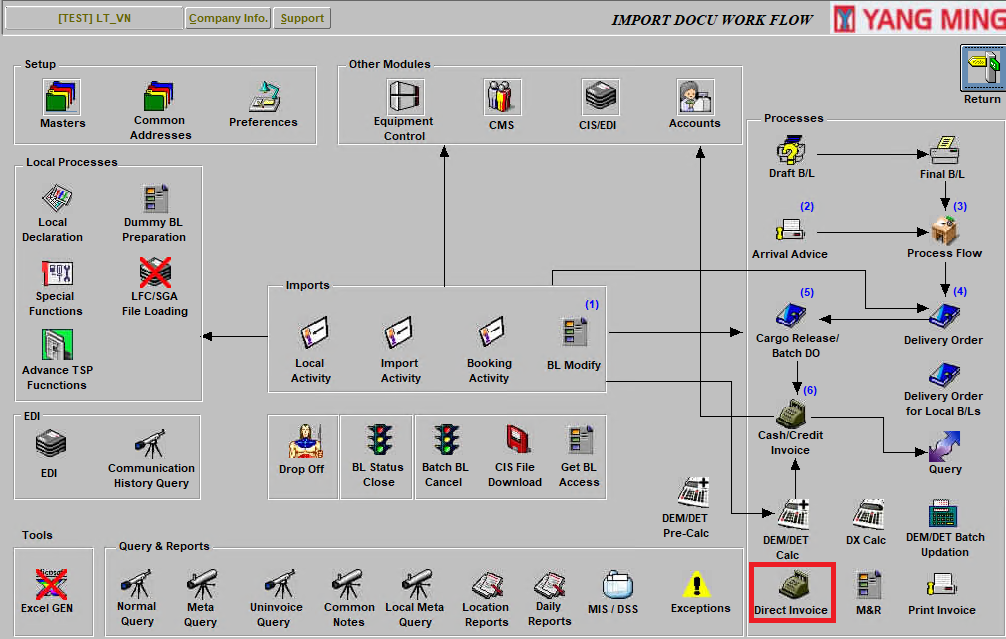 [TEST] LT_VN
Company Info.
Support
IMPORT DOCU WORK FLOW
YANG MING
Return
Setup
Masters
Common
Addresses
Preferences
Other Modules
Equipment
Control
CMS
CIS/EDI
Accounts
Local Processes
Local
Declaration
Dummy BL
Preparation
Special
Functions
LFC/SGA
File Loading
Advance TSP
Fucnctions
Imports
(1)
Local
Activity
Import
Activity
Booking
Activity
BL Modify
Processes
Draft B/L
Final B/L
(2)
Arrival Advice
(3)
Process Flow
(5)
Cargo Release/
Batch DO
(4)
Delivery Order
Delivery Order
for Local B/Ls
(6)
Cash/Credit
Invoice
Query
DEM/DET
Pre-Calc
DEM/DET
Calc
DX Calc
DEM/DET Batch
Updation
Direct Invoice
M&R
Print Invoice
EDI
EDI
Communication
History Query
Drop Off
BL Status
Close
Batch BL
Cancel
CIS File
Download
Get BL
Access
Tools
Excel GEN
Query & Reports
Normal
Query
Meta
Query
Uninvoice
Query
Common
Notes
Local Meta
Query
Location
Reports
Daily
Reports
MIS / DSS
Exceptions